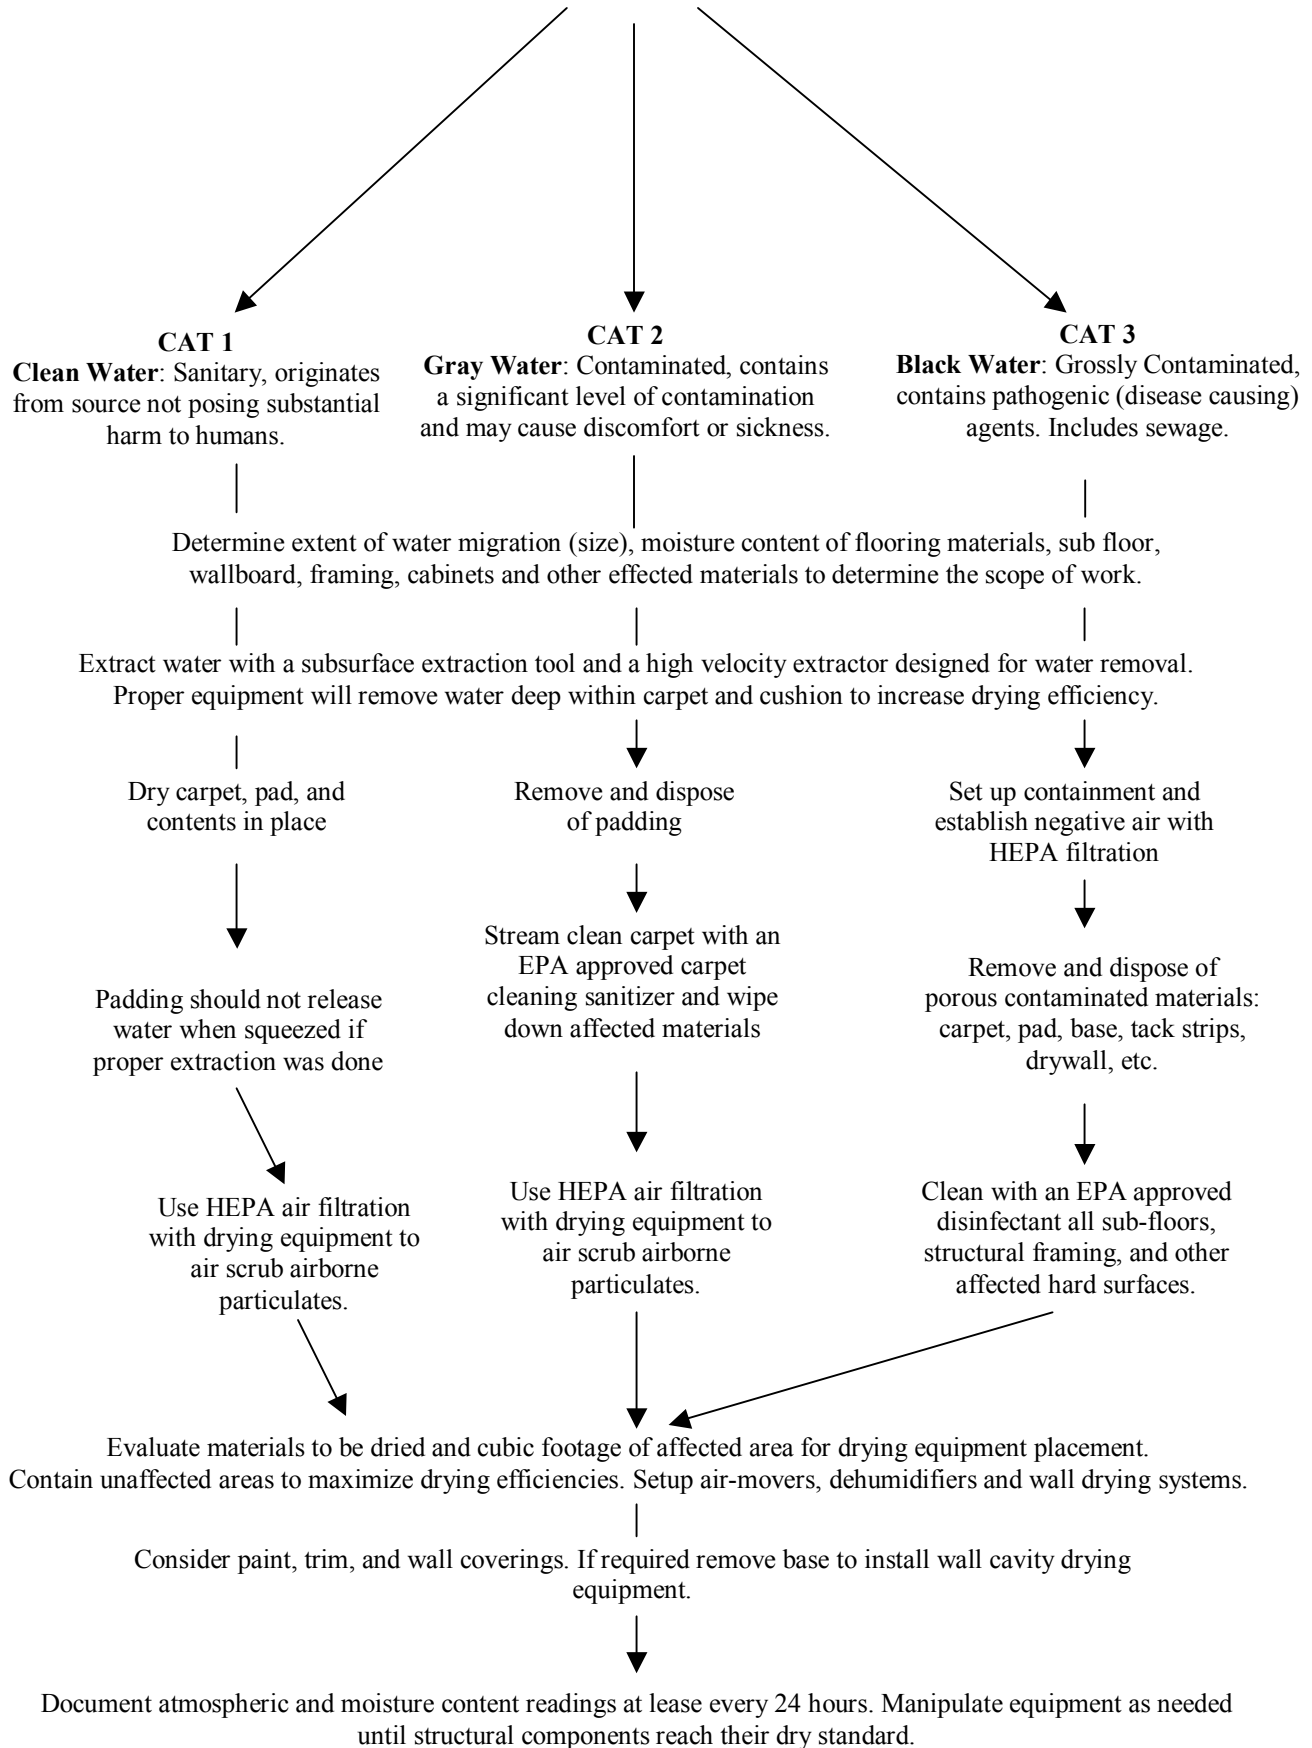 CAT 1
Clean Water: Sanitary, originates
from source not posing substantial
harm to humans.
CAT 2
Gray Water: Contaminated, contains
a significant level of contamination
and may cause discomfort or sickness.
CAT 3
Black Water: Grossly Contaminated,
contains pathogenic (disease causing)
agents. Includes sewage.
Determine extent of water migration (size), moisture content of flooring materials, sub floor,
wallboard, framing, cabinets and other effected materials to determine the scope of work.
Extract water with a subsurface extraction tool and a high velocity extractor designed for water removal.
Proper equipment will remove water deep within carpet and cushion to increase drying efficiency.
Dry carpet, pad, and
contents in place
Padding should not release
water when squeezed if
proper extraction was done
Use HEPA air filtration
with drying equipment to
air scrub airborne
particulates.
Remove and dispose
of padding
Stream clean carpet with an
EPA approved carpet
cleaning sanitizer and wipe
down affected materials
Use HEPA air filtration
with drying equipment to
air scrub airborne
particulates.
Set up containment and
establish negative air with
HEPA filtration
Remove and dispose of
porous contaminated materials:
carpet, pad, base, tack strips,
drywall, etc.
Clean with an EPA approved
disinfectant all sub-floors,
structural framing, and other
affected hard surfaces.
Evaluate materials to be dried and cubic footage of affected area for drying equipment placement.
Contain unaffected areas to maximize drying efficiencies. Setup air-movers, dehumidifiers and wall drying systems.
Consider paint, trim, and wall coverings. If required remove base to install wall cavity drying
equipment.
Document atmospheric and moisture content readings at lease every 24 hours. Manipulate equipment as needed
until structural components reach their dry standard.